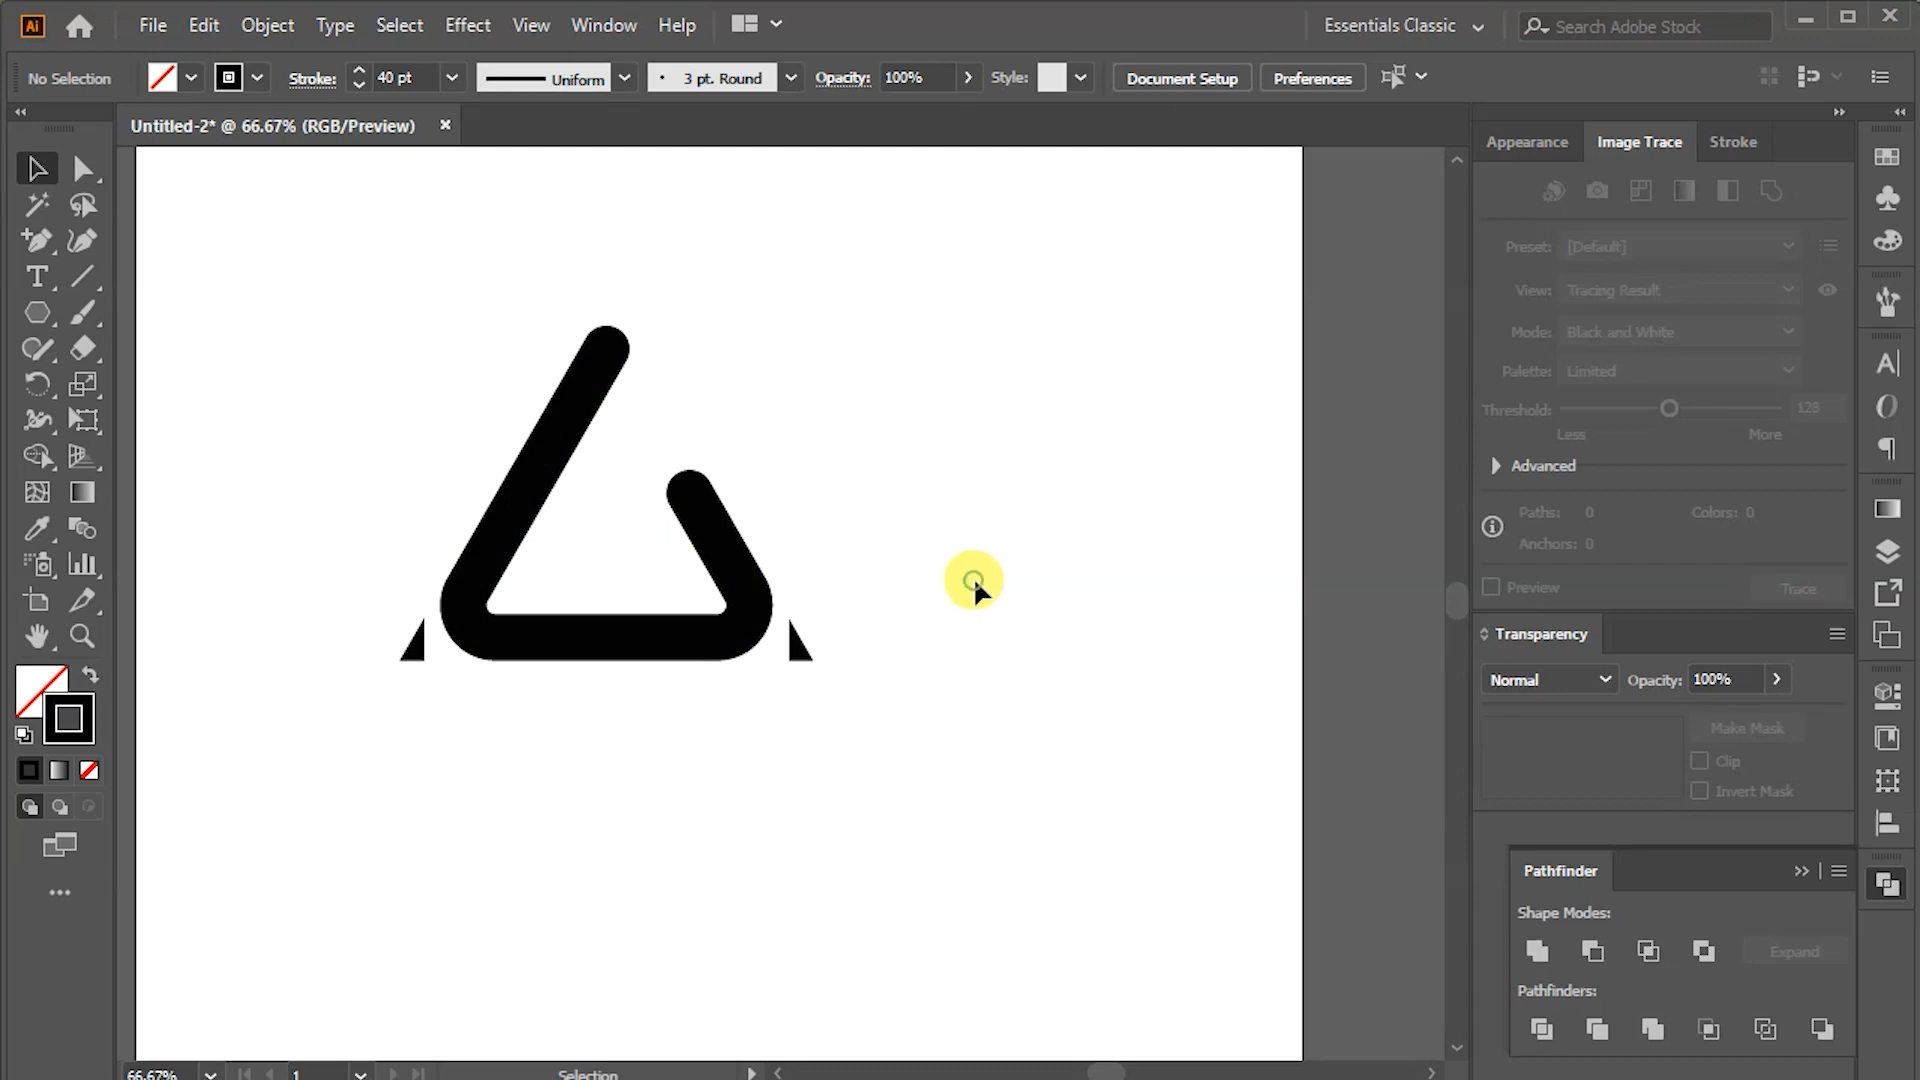 Ai File Edit Object Type Select Effect View Window Help Essentials Classic Search Adobe Stock
No Selection Stroke: 40 pt Uniform 3 pt. Round Opacity: 100% Style: Document Setup Preferences
Untitled-2* @ 66.67% (RGB/Preview)
Appearance Image Trace Stroke
Preset: [Default]
View: Tracing Result
Mode: Black and White
Palette: Limited
Threshold: 128
Less More
Advanced
Paths: 0 Colors: 0
Anchors: 0
Preview Trace
Transparency
Normal Opacity: 100%
Make Mask
Clip
Invert Mask
Pathfinder
Shape Modes:
Expand
Pathfinders:
66.67% 1 Selection